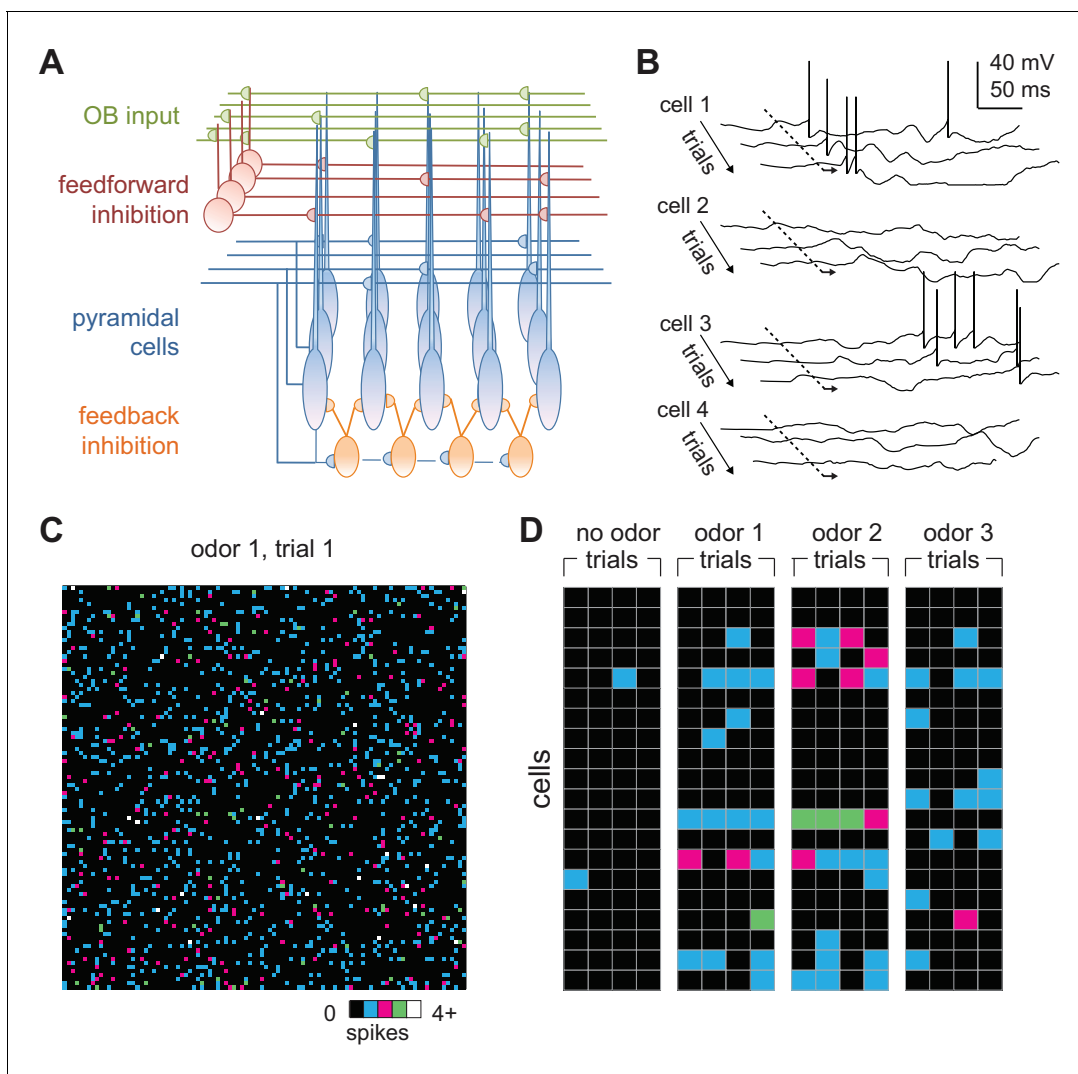 A
OB input
feedforward
inhibition
pyramidal
cells
feedback
inhibition
B
40 mV
50 ms
cell 1
trials
cell 2
trials
cell 3
trials
cell 4
trials
C
odor 1, trial 1
0 4+
spikes
D
no odor odor 1 odor 2 odor 3
trials trials trials trials
cells